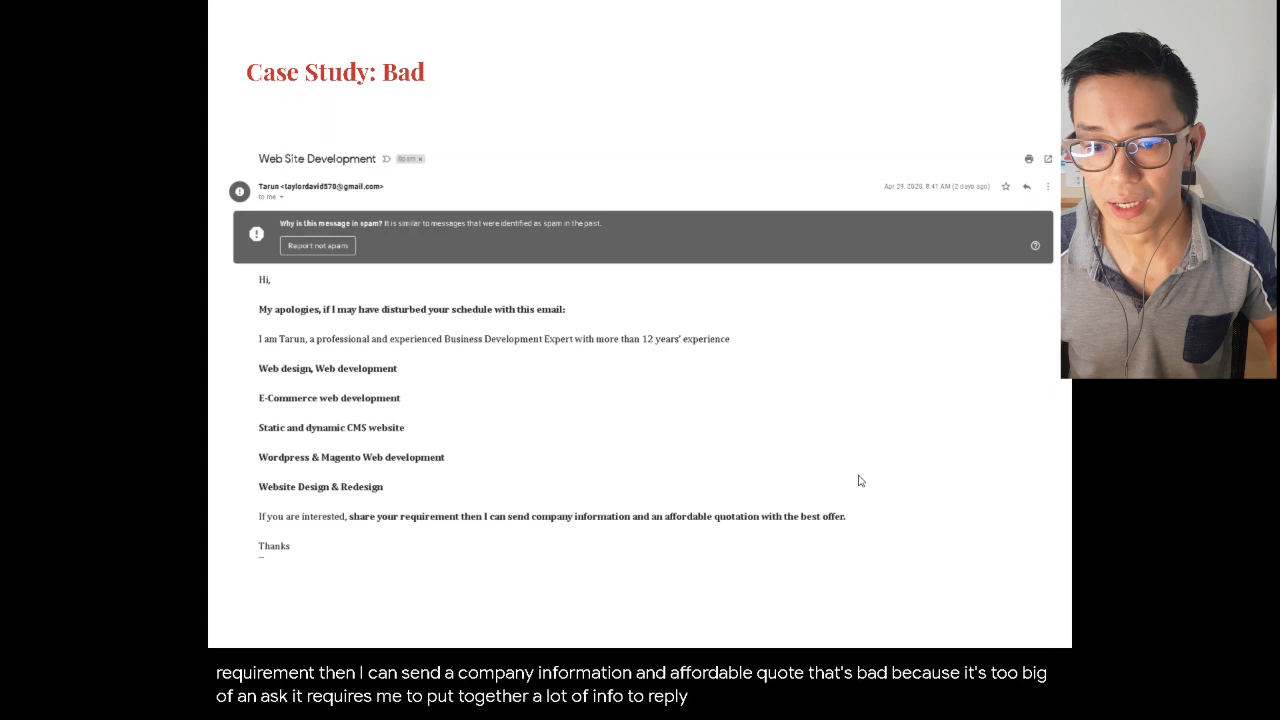 Case Study: Bad
Web Site Development
Spam x
Tarun <taylordavid570@gmail.com>
Apr 29, 2020, 8:41 AM (2 days ago)
to me
Why is this message in spam? It is similar to messages that were identified as spam in the past.
Report not spam
Hi,
My apologies, if I may have disturbed your schedule with this email:
I am Tarun, a professional and experienced Business Development Expert with more than 12 years' experience
Web design, Web development
E-Commerce web development
Static and dynamic CMS website
Wordpress & Magento Web development
Website Design & Redesign
If you are interested, share your requirement then I can send company information and an affordable quotation with the best offer.
Thanks
requirement then I can send a company information and affordable quote that's bad because it's too big
of an ask it requires me to put together a lot of info to reply